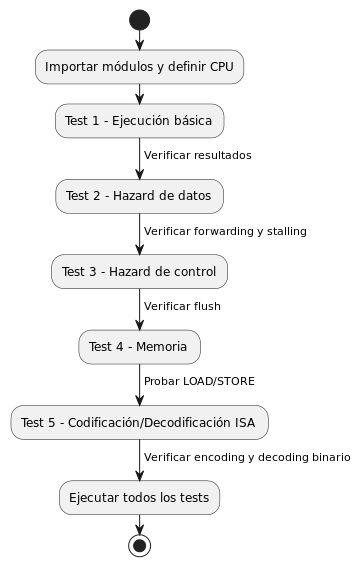 Importar módulos y definir CPU
Test 1 - Ejecución básica
Verificar resultados
Test 2 - Hazard de datos
Verificar forwarding y stalling
Test 3 - Hazard de control
Verificar flush
Test 4 - Memoria
Probar LOAD/STORE
Test 5 - Codificación/Decodificación ISA
Verificar encoding y decoding binario
Ejecutar todos los tests